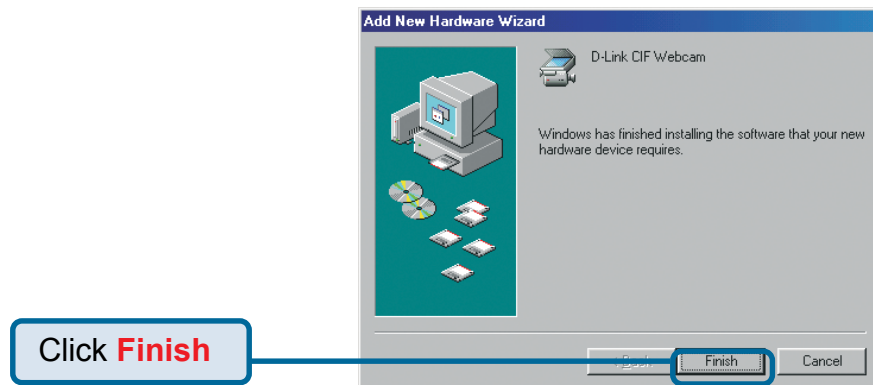 Add New Hardware Wizard
D-Link CIF Webcam
Windows has finished installing the software that your new
hardware device requires.
Click Finish
Finish
Cancel